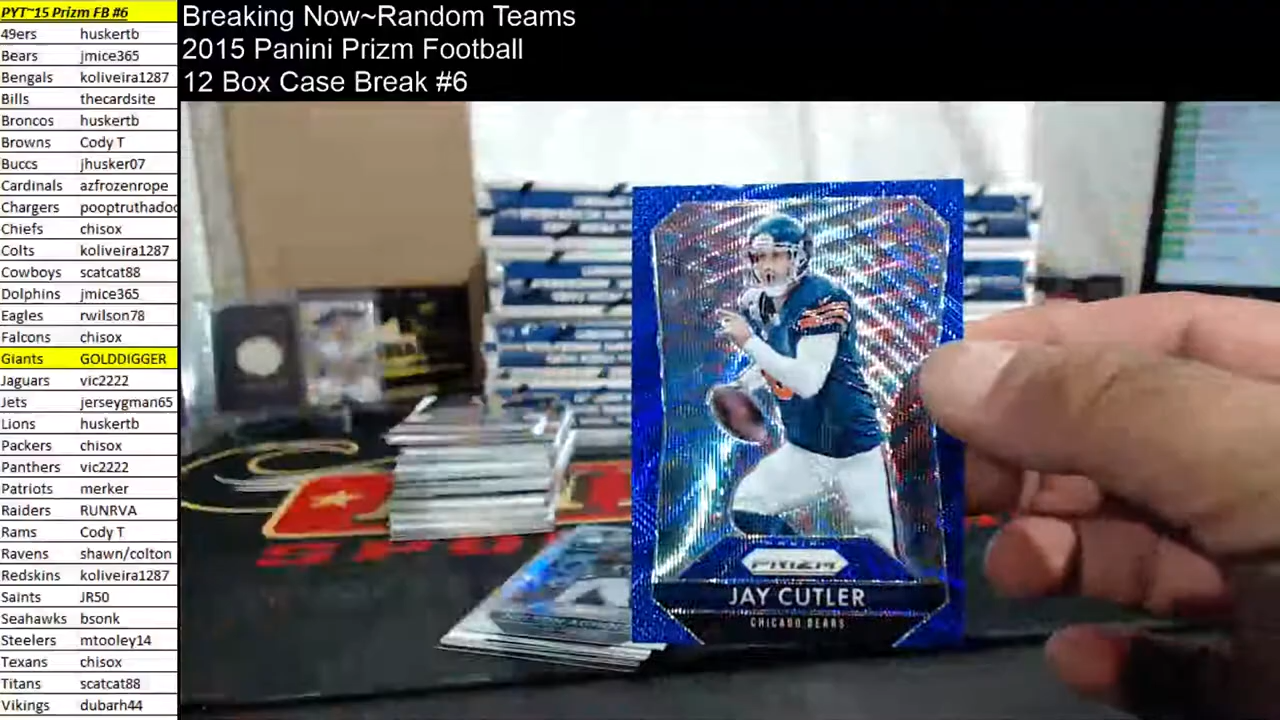 PYT~15 Prizm FB #6
49ers huskertb
Bears jmice365
Bengals koliveira1287
Bills thecardsite
Broncos huskertb
Browns Cody T
Buccs jhusker07
Cardinals azfrozenrope
Chargers pooptruthadoo
Chiefs chisox
Colts koliveira1287
Cowboys scatcat88
Dolphins jmice365
Eagles rwilson78
Falcons chisox
Giants GOLDDIGGER
Jaguars vic2222
Jets jerseygman65
Lions huskertb
Packers chisox
Panthers vic2222
Patriots merker
Raiders RUNRVA
Rams Cody T
Ravens shawn/colton
Redskins koliveira1287
Saints JR50
Seahawks bsonk
Steelers mtooley14
Texans chisox
Titans scatcat88
Vikings dubarh44
Breaking Now~Random Teams
2015 Panini Prizm Football
12 Box Case Break #6
PRIZM
JAY CUTLER
CHICAGO BEARS